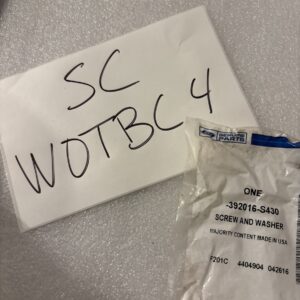 SC
WOTBC4
PARTS
ONE
-392016-S430
SCREW AND WASHER
MAJORITY CONTENT MADE IN USA
F201C 4404904 042616